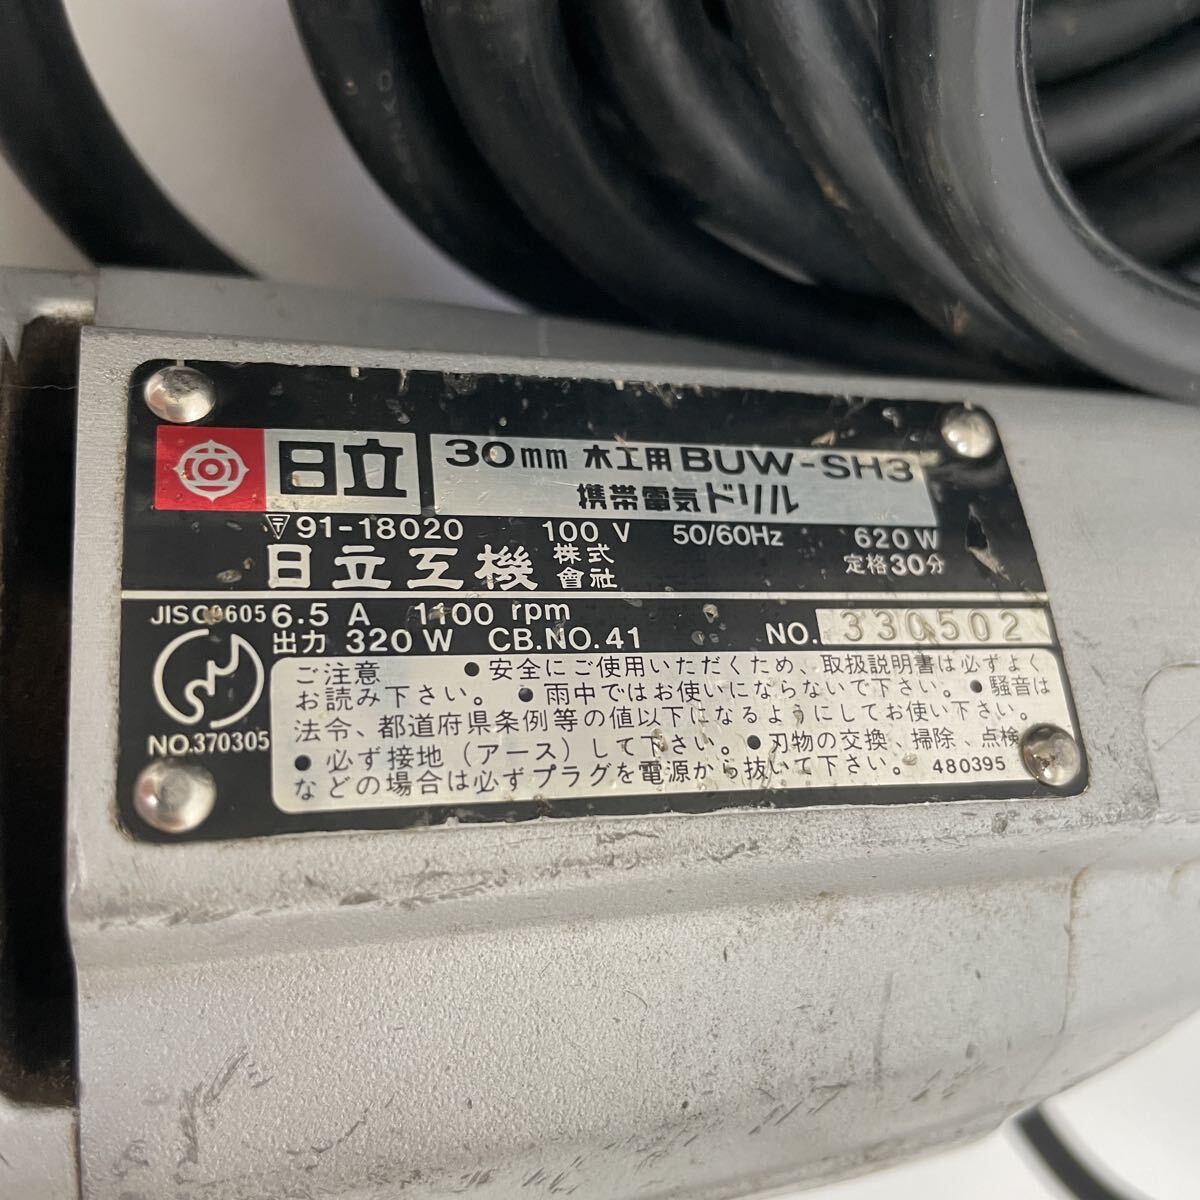 日立
30mm 木工用 BUW-SH3
携帯電気ドリル
〒91-18020 100V 50/60Hz 620W
日立工機 株式會社 定格30分
JISC9605 6.5A 1100 rpm
出力 320W CB.NO.41 NO. 330502
NO.370305
ご注意 ●安全にご使用いただくため、取扱説明書は必ずよく
お読み下さい。●雨中ではお使いにならないで下さい。●騒音は
法令、都道府県条例等の値以下になるようにしてお使い下さい。
●必ず接地(アース)して下さい。●刃物の交換、掃除、点検
などの場合は必ずプラグを電源から抜いて下さい。 480395